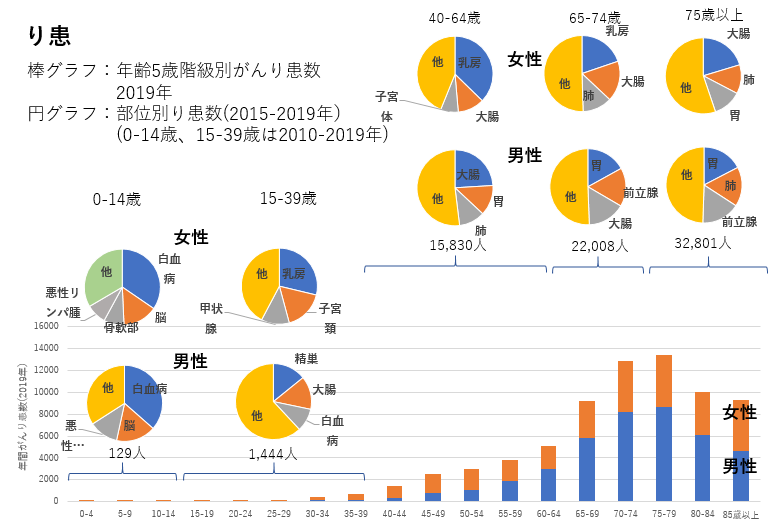 り患
棒グラフ：年齢5歳階級別がんり患数
2019年
円グラフ：部位別り患数(2015-2019年)
(0-14歳、15-39歳は2010-2019年)
40-64歳
65-74歳
75歳以上
女性
他
乳房
大腸
子宮
体
他
乳房
大腸
肺
他
大腸
肺
胃
男性
他
大腸
胃
肺
他
胃
前立腺
大腸
他
胃
肺
前立腺
15,830人
22,008人
32,801人
0-14歳
15-39歳
女性
他
白血
病
脳
骨軟部
悪性リ
ンパ腫
他
乳房
子宮
頚
甲状
腺
男性
他
白血病
脳
悪
性…
他
精巣
大腸
白血
病
129人
1,444人
年間がんり患数(2019年)
16000
14000
12000
10000
8000
6000
4000
2000
0
女性
男性
0-4
5-9
10-14
15-19
20-24
25-29
30-34
35-39
40-44
45-49
50-54
55-59
60-64
65-69
70-74
75-79
80-84
85歳以上